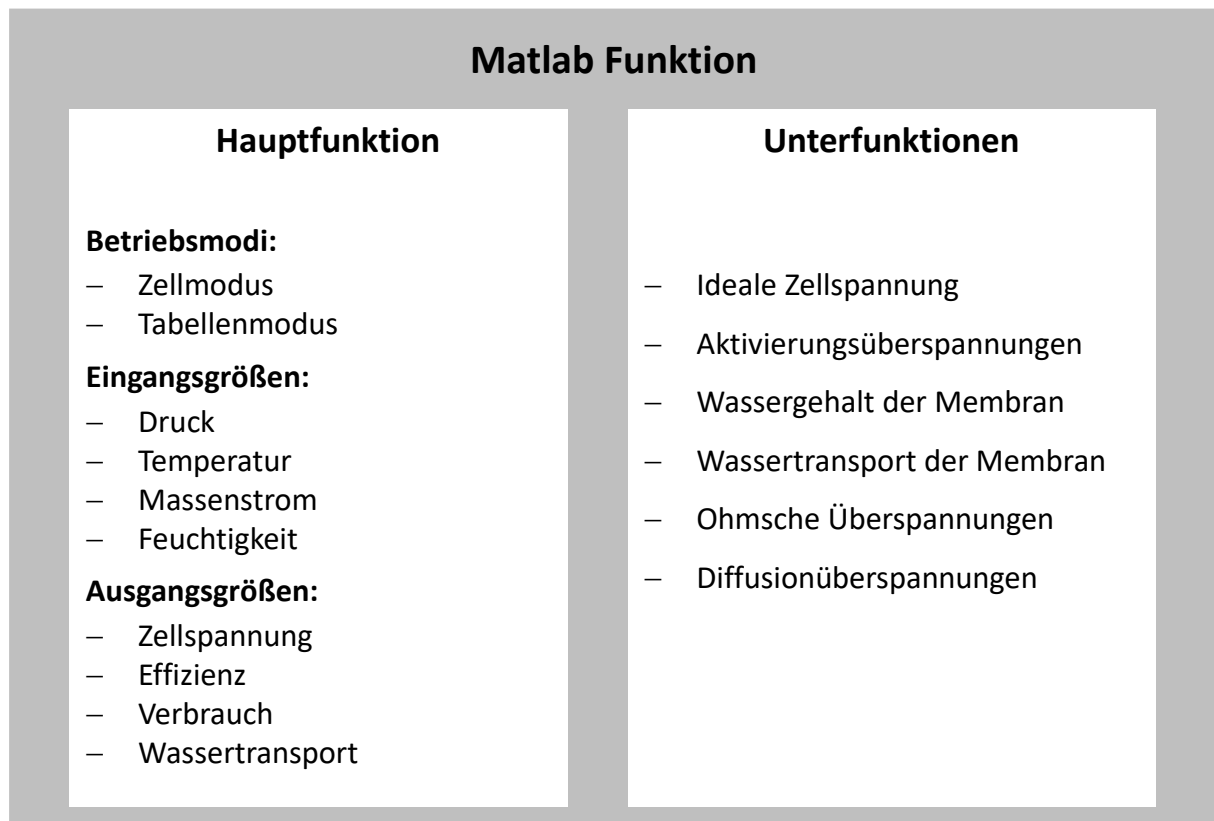 Matlab Funktion
Hauptfunktion
Betriebsmodi:
– Zellmodus
– Tabellenmodus
Eingangsgrößen:
– Druck
– Temperatur
– Massenstrom
– Feuchtigkeit
Ausgangsgrößen:
– Zellspannung
– Effizienz
– Verbrauch
– Wassertransport
Unterfunktionen
– Ideale Zellspannung
– Aktivierungsüberspannungen
– Wassergehalt der Membran
– Wassertransport der Membran
– Ohmsche Überspannungen
– Diffusionüberspannungen